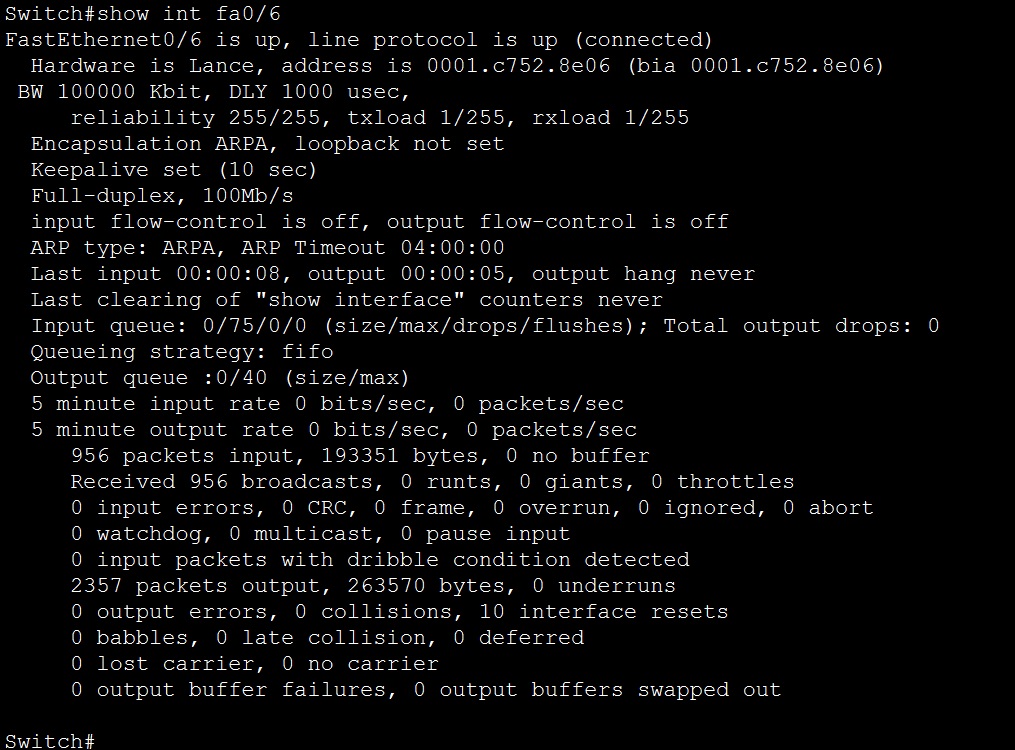 Switch#show int fa0/6
FastEthernet0/6 is up, line protocol is up (connected)
  Hardware is Lance, address is 0001.c752.8e06 (bia 0001.c752.8e06)
 BW 100000 Kbit, DLY 1000 usec,
     reliability 255/255, txload 1/255, rxload 1/255
  Encapsulation ARPA, loopback not set
  Keepalive set (10 sec)
  Full-duplex, 100Mb/s
  input flow-control is off, output flow-control is off
  ARP type: ARPA, ARP Timeout 04:00:00
  Last input 00:00:08, output 00:00:05, output hang never
  Last clearing of "show interface" counters never
  Input queue: 0/75/0/0 (size/max/drops/flushes); Total output drops: 0
  Queueing strategy: fifo
  Output queue :0/40 (size/max)
  5 minute input rate 0 bits/sec, 0 packets/sec
  5 minute output rate 0 bits/sec, 0 packets/sec
     956 packets input, 193351 bytes, 0 no buffer
     Received 956 broadcasts, 0 runts, 0 giants, 0 throttles
     0 input errors, 0 CRC, 0 frame, 0 overrun, 0 ignored, 0 abort
     0 watchdog, 0 multicast, 0 pause input
     0 input packets with dribble condition detected
     2357 packets output, 263570 bytes, 0 underruns
     0 output errors, 0 collisions, 10 interface resets
     0 babbles, 0 late collision, 0 deferred
     0 lost carrier, 0 no carrier
     0 output buffer failures, 0 output buffers swapped out
Switch#